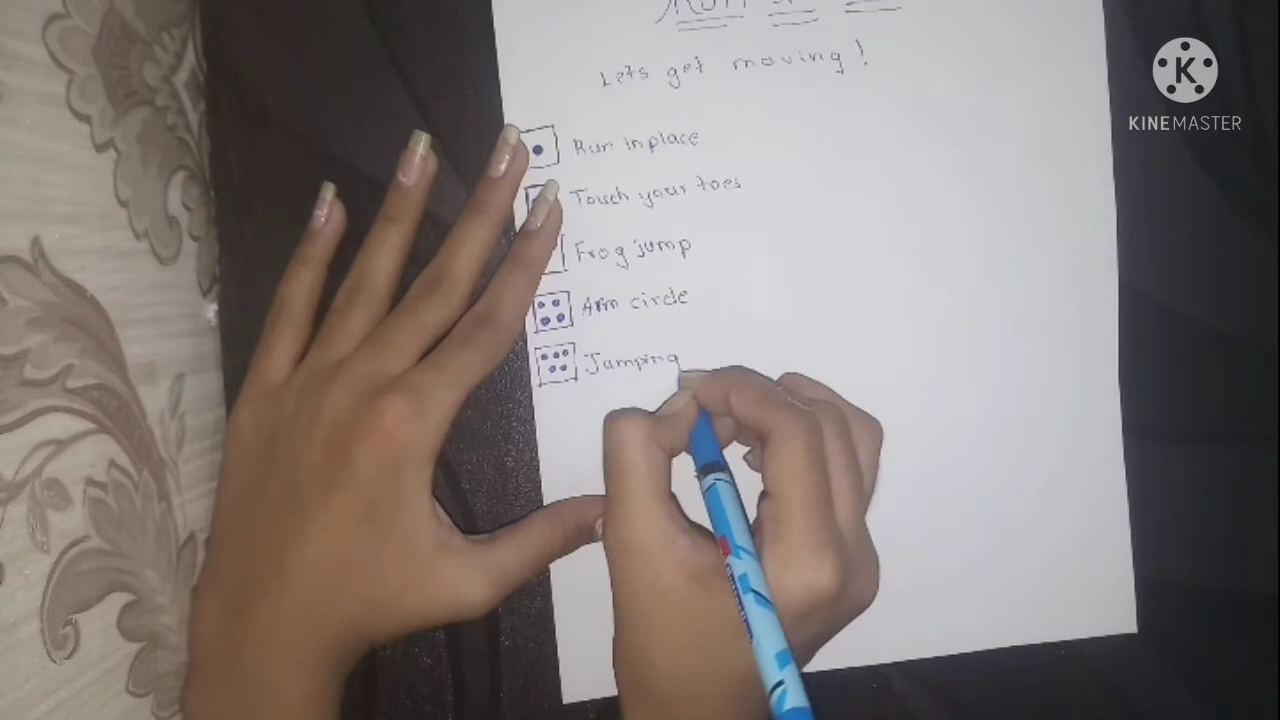 Lets get moving!
Run in place
Touch your toes
Frog jump
Arm circle
Jumping
KINEMASTER